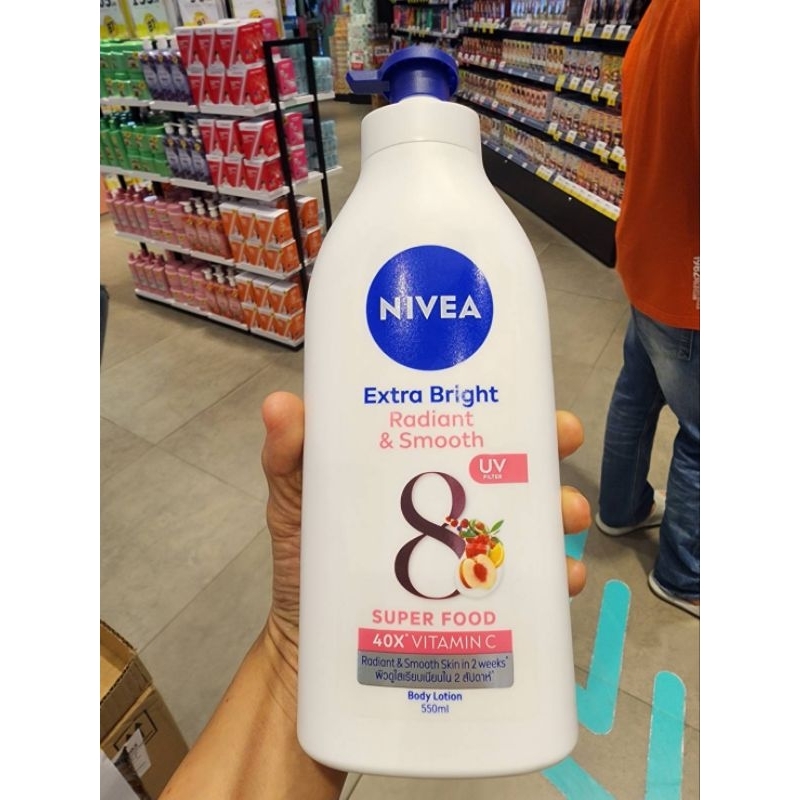 NIVEA
Extra Bright
Radiant
& Smooth
UV
FILTER
8
SUPER FOOD
40X* VITAMIN C
Radiant & Smooth Skin in 2 weeks*
ผิวดูใสเรียบเนียนใน 2 สัปดาห์*
Body Lotion
550ml